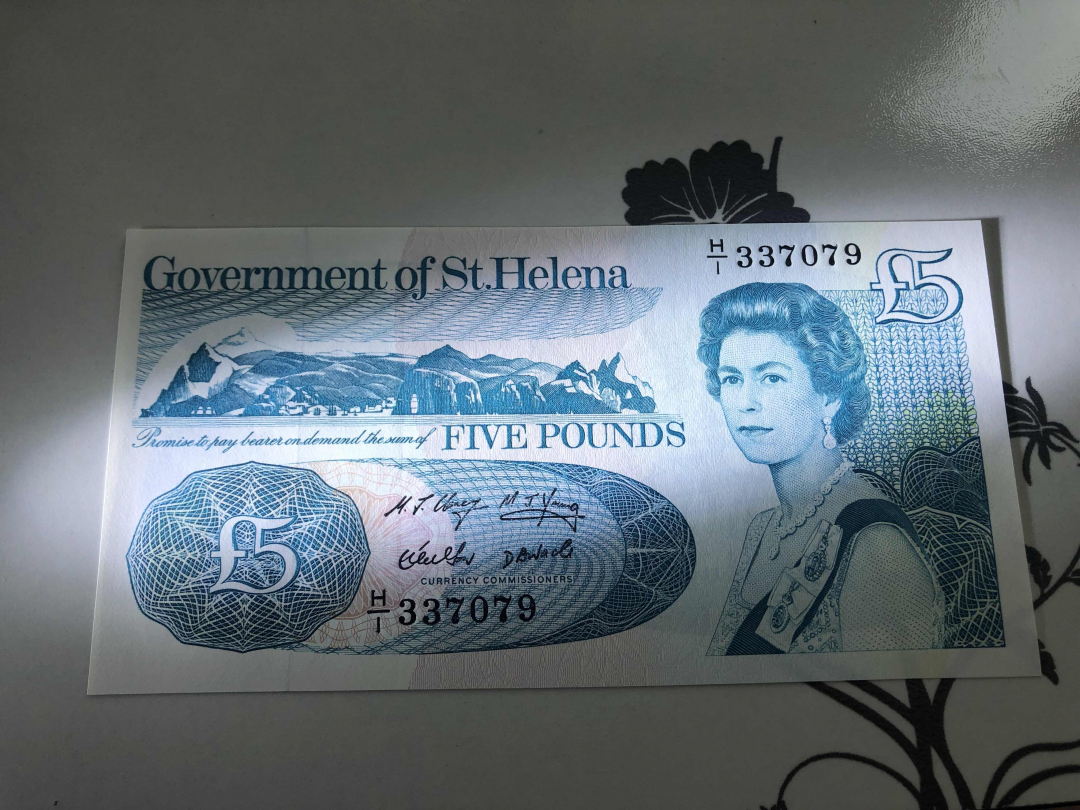 H/I 337079
£5
Government of St.Helena
Promise to pay bearer on demand the sum of FIVE POUNDS
£5
CURRENCY COMMISSIONERS
H/I 337079